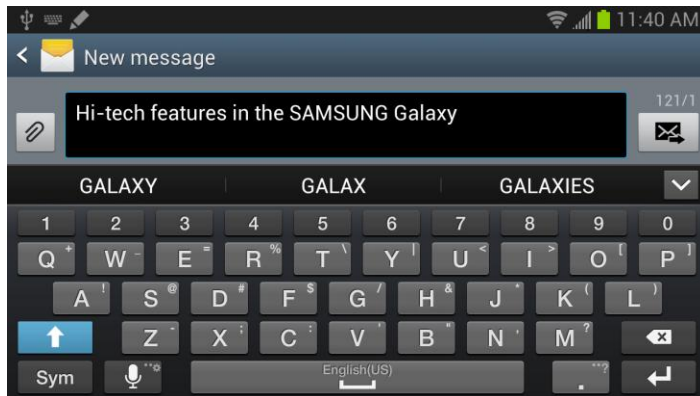 11:40 AM
New message
121/1
Hi-tech features in the SAMSUNG Galaxy
GALAXY GALAX GALAXIES
1 2 3 4 5 6 7 8 9 0
Q + W - E = R % T \ Y | U < I > O [ P ]
A ! S @ D # F $ G / H & J * K ( L )
Z - X ; C : V ' B " N , M ?
Sym English(US) . ?